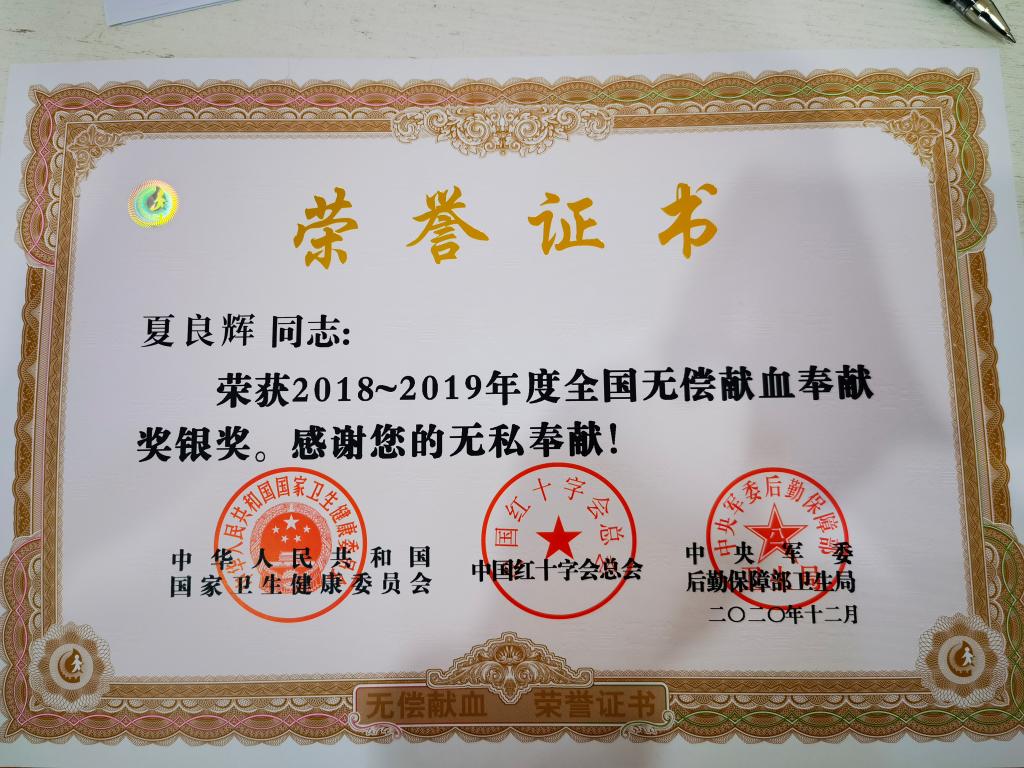 荣誉证书
夏良辉 同志:
荣获2018~2019年度全国无偿献血奉献
奖银奖。感谢您的无私奉献!
中华人民共和国国家卫生健康委员会
中国红十字会总会
中央军委后勤保障部
中华人民共和国
国家卫生健康委员会
中国红十字会总会
中央军委
后勤保障部卫生局
二〇二〇年十二月
无偿献血 荣誉证书